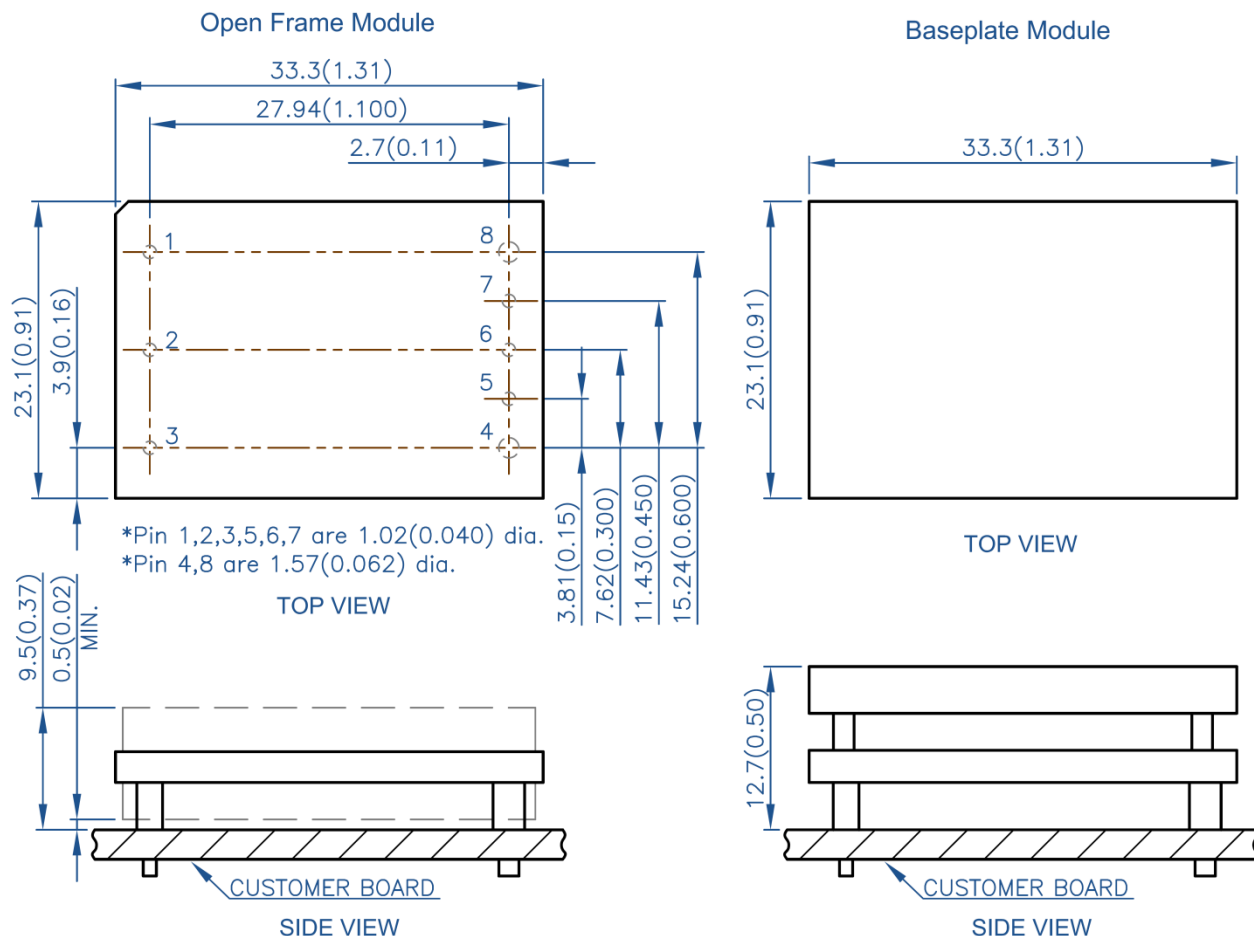 Open Frame Module
33.3(1.31)
27.94(1.100)
2.7(0.11)
23.1(0.91)
3.9(0.16)
1
2
3
8
7
6
5
4
3.81(0.15)
7.62(0.300)
11.43(0.450)
15.24(0.600)
*Pin 1,2,3,5,6,7 are 1.02(0.040) dia.
*Pin 4,8 are 1.57(0.062) dia.
TOP VIEW
9.5(0.37)
0.5(0.02)
MIN.
CUSTOMER BOARD
SIDE VIEW
Baseplate Module
33.3(1.31)
23.1(0.91)
TOP VIEW
12.7(0.50)
CUSTOMER BOARD
SIDE VIEW